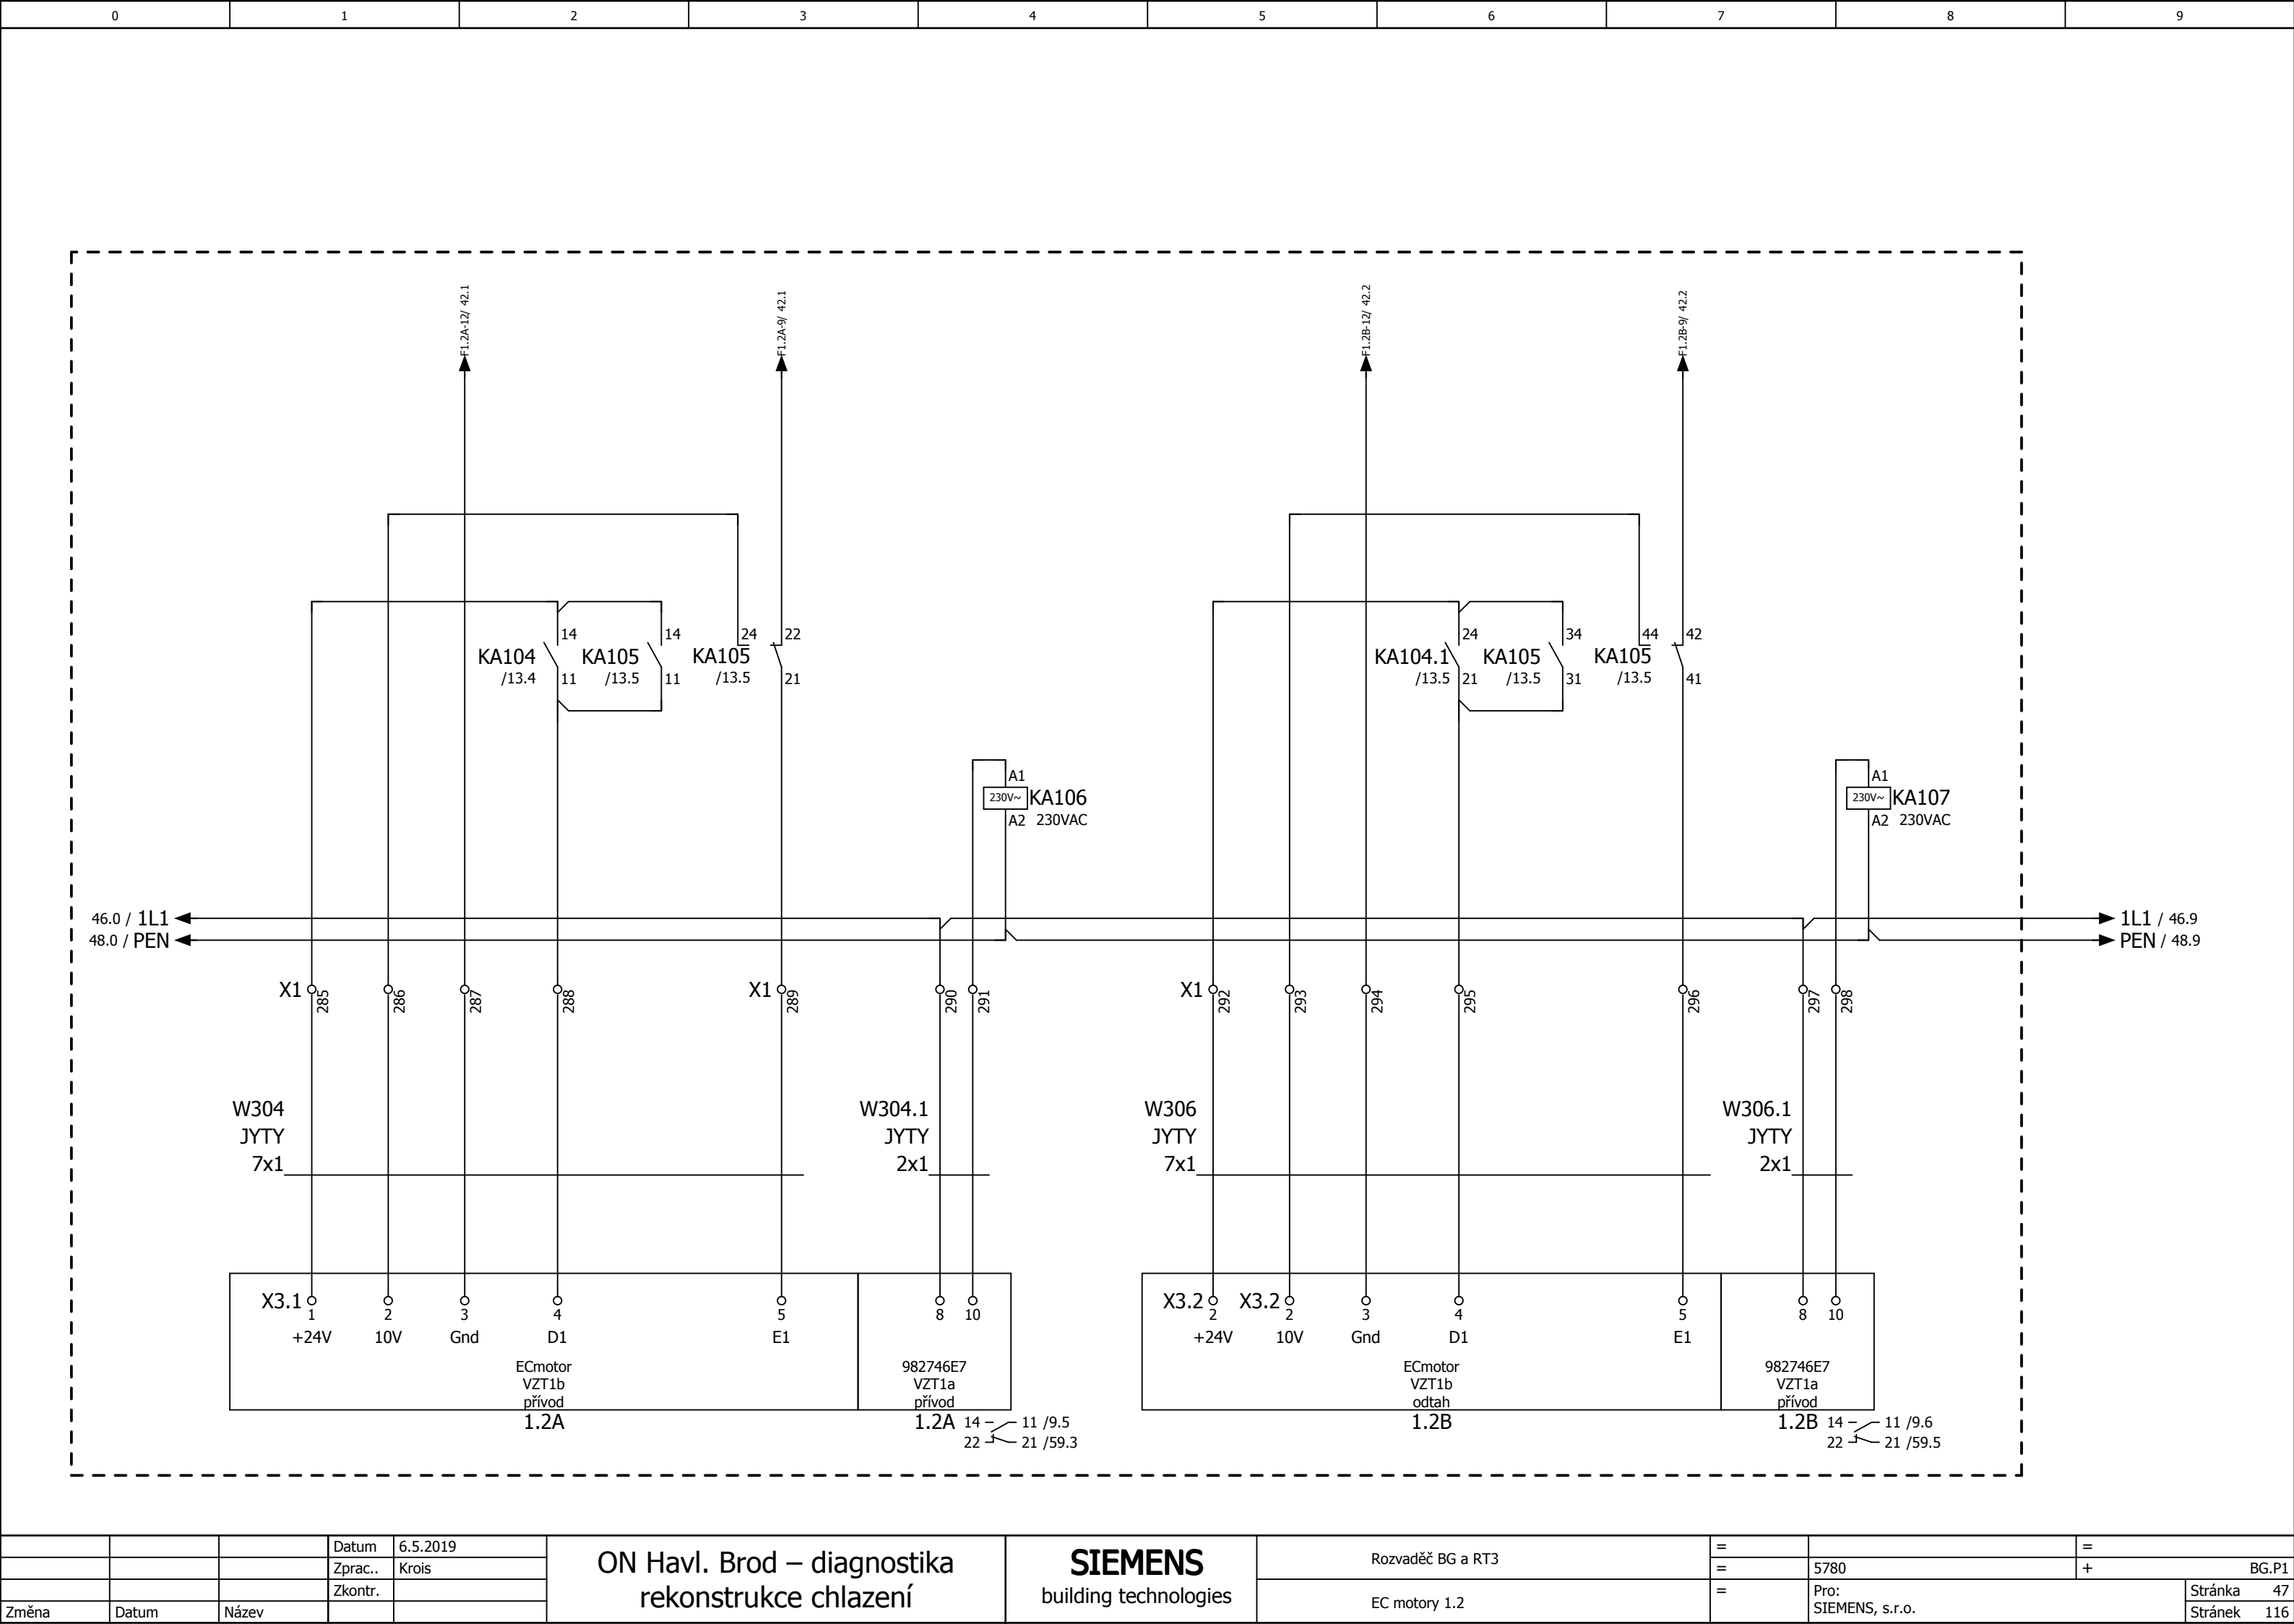 0 1 2 3 4 5 6 7 8 9
F1.2A-12/ 42.1
F1.2A-9/ 42.1
F1.2B-12/ 42.2
F1.2B-9/ 42.2
14 14 24 22
KA104 KA105 KA105
/13.4 11 /13.5 11 /13.5 21
24 34 44 42
KA104.1 KA105 KA105
/13.5 21 /13.5 31 /13.5 41
A1
230V~ KA106
A2 230VAC
A1
230V~ KA107
A2 230VAC
46.0 / 1L1
48.0 / PEN
1L1 / 46.9
PEN / 48.9
X1 285 286 287 288 X1 289 290 291 X1 292 293 294 295 296 297 298
W304
JYTY
7x1
W304.1
JYTY
2x1
W306
JYTY
7x1
W306.1
JYTY
2x1
X3.1
1 2 3 4 5 8 10
+24V 10V Gnd D1 E1
ECmotor
VZT1b
přívod
1.2A
982746E7
VZT1a
přívod
1.2A 14 11 /9.5
22 21 /59.3
X3.2 X3.2
2 2 3 4 5 8 10
+24V 10V Gnd D1 E1
ECmotor
VZT1b
odtah
1.2B
982746E7
VZT1a
přívod
1.2B 14 11 /9.6
22 21 /59.5
Datum 6.5.2019
Zprac.. Krois
Zkontr.
Změna Datum Název
ON Havl. Brod – diagnostika
rekonstrukce chlazení
SIEMENS
building technologies
Rozvaděč BG a RT3
EC motory 1.2
= =
= 5780 + BG.P1
= Pro:
SIEMENS, s.r.o.
Stránka 47
Stránek 116